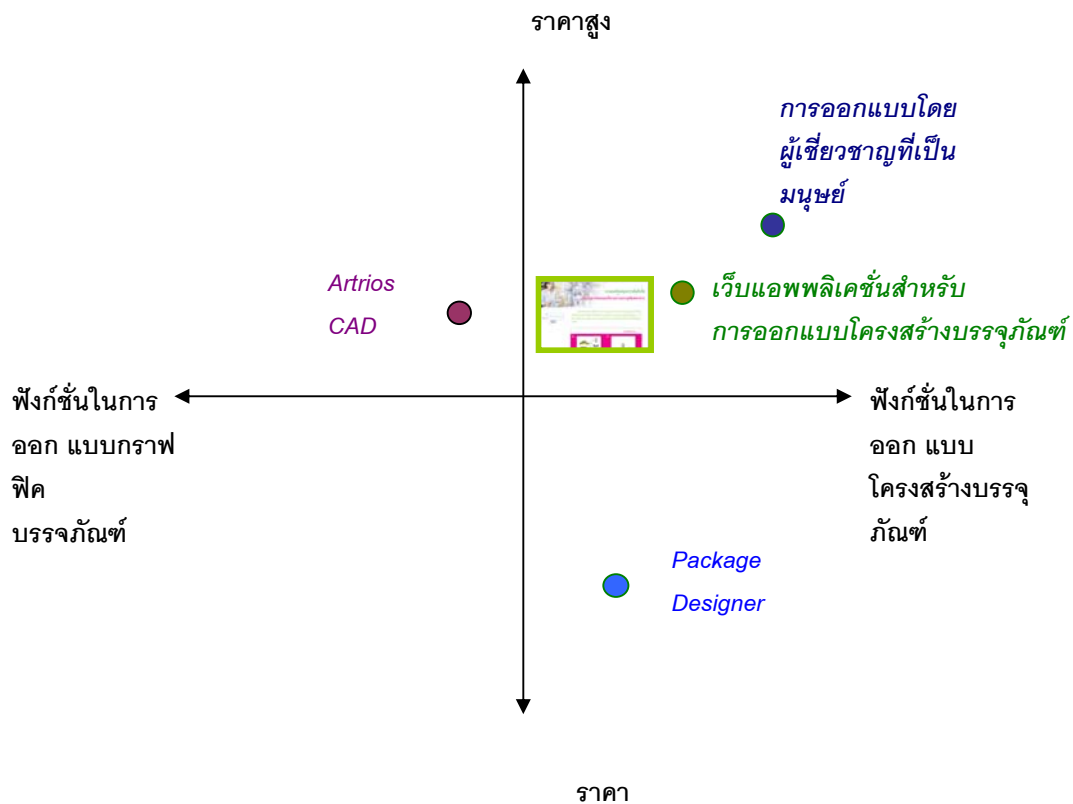 ราคาสูง
การออกแบบโดย
ผู้เชี่ยวชาญที่เป็น
มนุษย์
Artrios
CAD
เว็บแอพพลิเคชั่นสำหรับ
การออกแบบโครงสร้างบรรจุภัณฑ์
ฟังก์ชั่นในการ
ออก แบบกราฟ
ฟิค
บรรจภัณฑ์
ฟังก์ชั่นในการ
ออก แบบ
โครงสร้างบรรจุ
ภัณฑ์
Package
Designer
ราคา